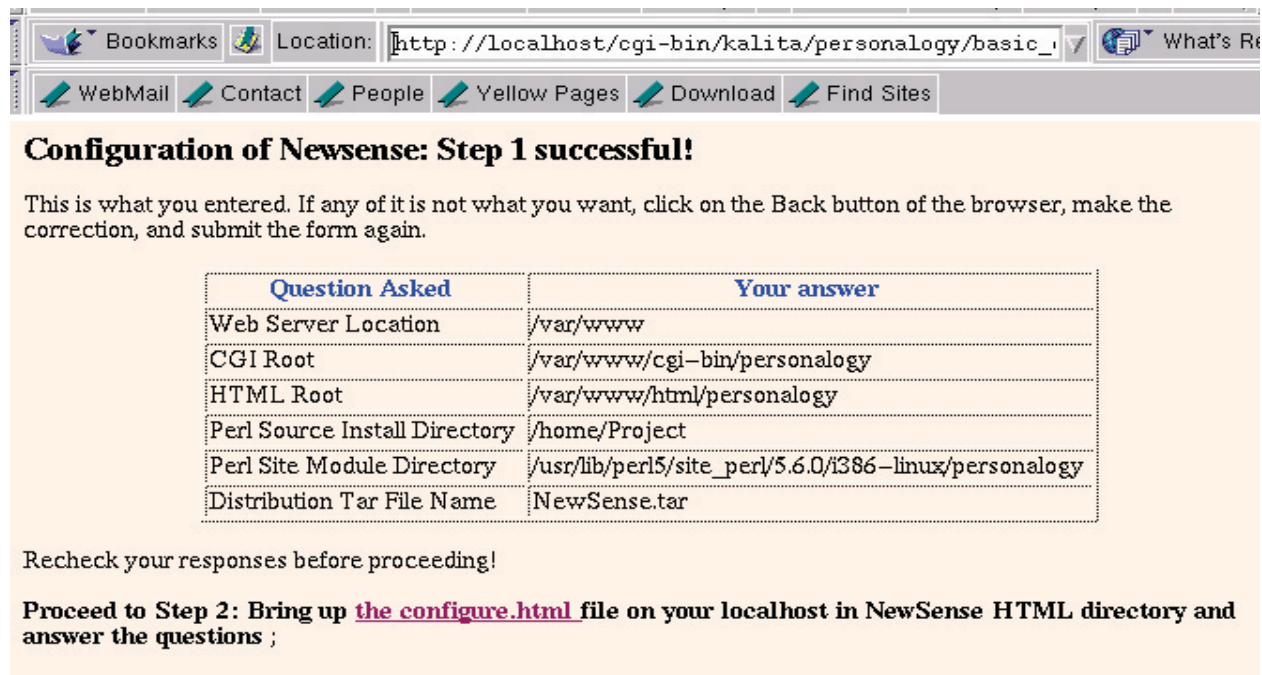 Bookmarks Location: http://localhost/cgi-bin/kalita/personalogy/basic_ What's Re
WebMail Contact People Yellow Pages Download Find Sites
Configuration of Newsense: Step 1 successful!
This is what you entered. If any of it is not what you want, click on the Back button of the browser, make the
correction, and submit the form again.
Question Asked Your answer
Web Server Location /var/www
CGI Root /var/www/cgi-bin/personalogy
HTML Root /var/www/html/personalogy
Perl Source Install Directory /home/Project
Perl Site Module Directory /usr/lib/perl5/site_perl/5.6.0/i386-linux/personalogy
Distribution Tar File Name NewSense.tar
Recheck your responses before proceeding!
Proceed to Step 2: Bring up the configure.html file on your localhost in NewSense HTML directory and
answer the questions ;